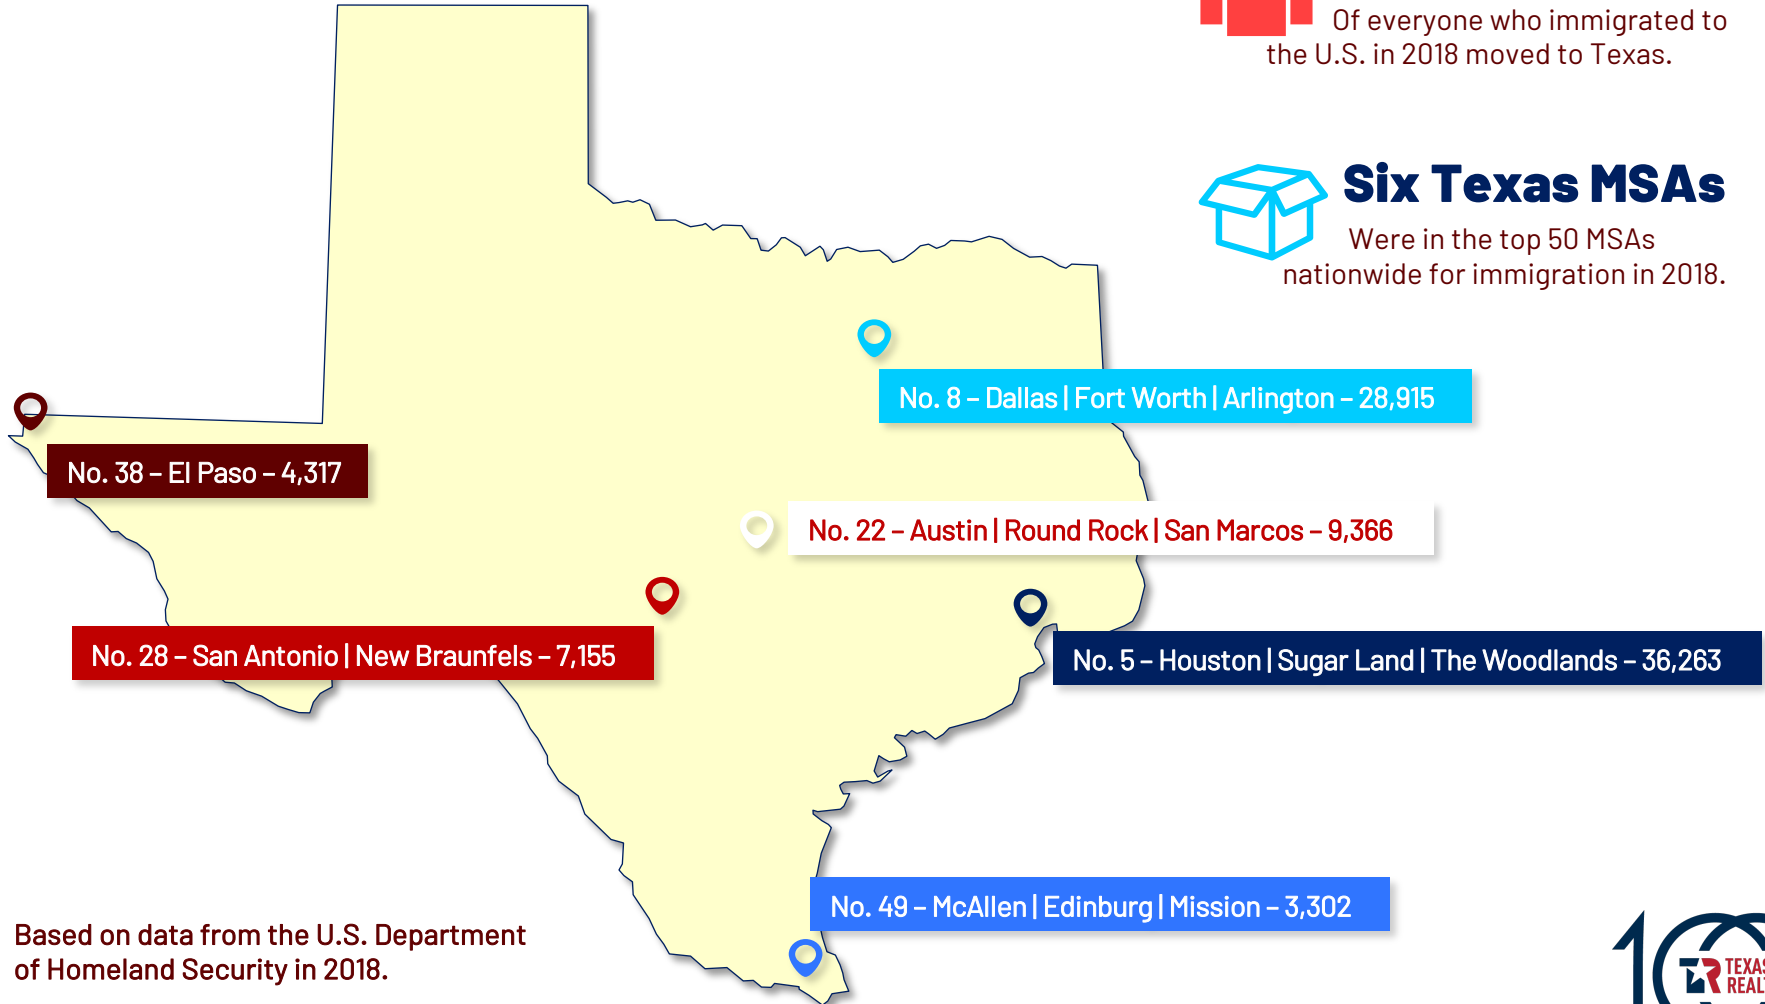 Of everyone who immigrated to
the U.S. in 2018 moved to Texas.
Six Texas MSAs
Were in the top 50 MSAs
nationwide for immigration in 2018.
No. 8 – Dallas | Fort Worth | Arlington – 28,915
No. 38 – El Paso – 4,317
No. 22 – Austin | Round Rock | San Marcos – 9,366
No. 28 – San Antonio | New Braunfels – 7,155
No. 5 – Houston | Sugar Land | The Woodlands – 36,263
No. 49 – McAllen | Edinburg | Mission – 3,302
Based on data from the U.S. Department
of Homeland Security in 2018.